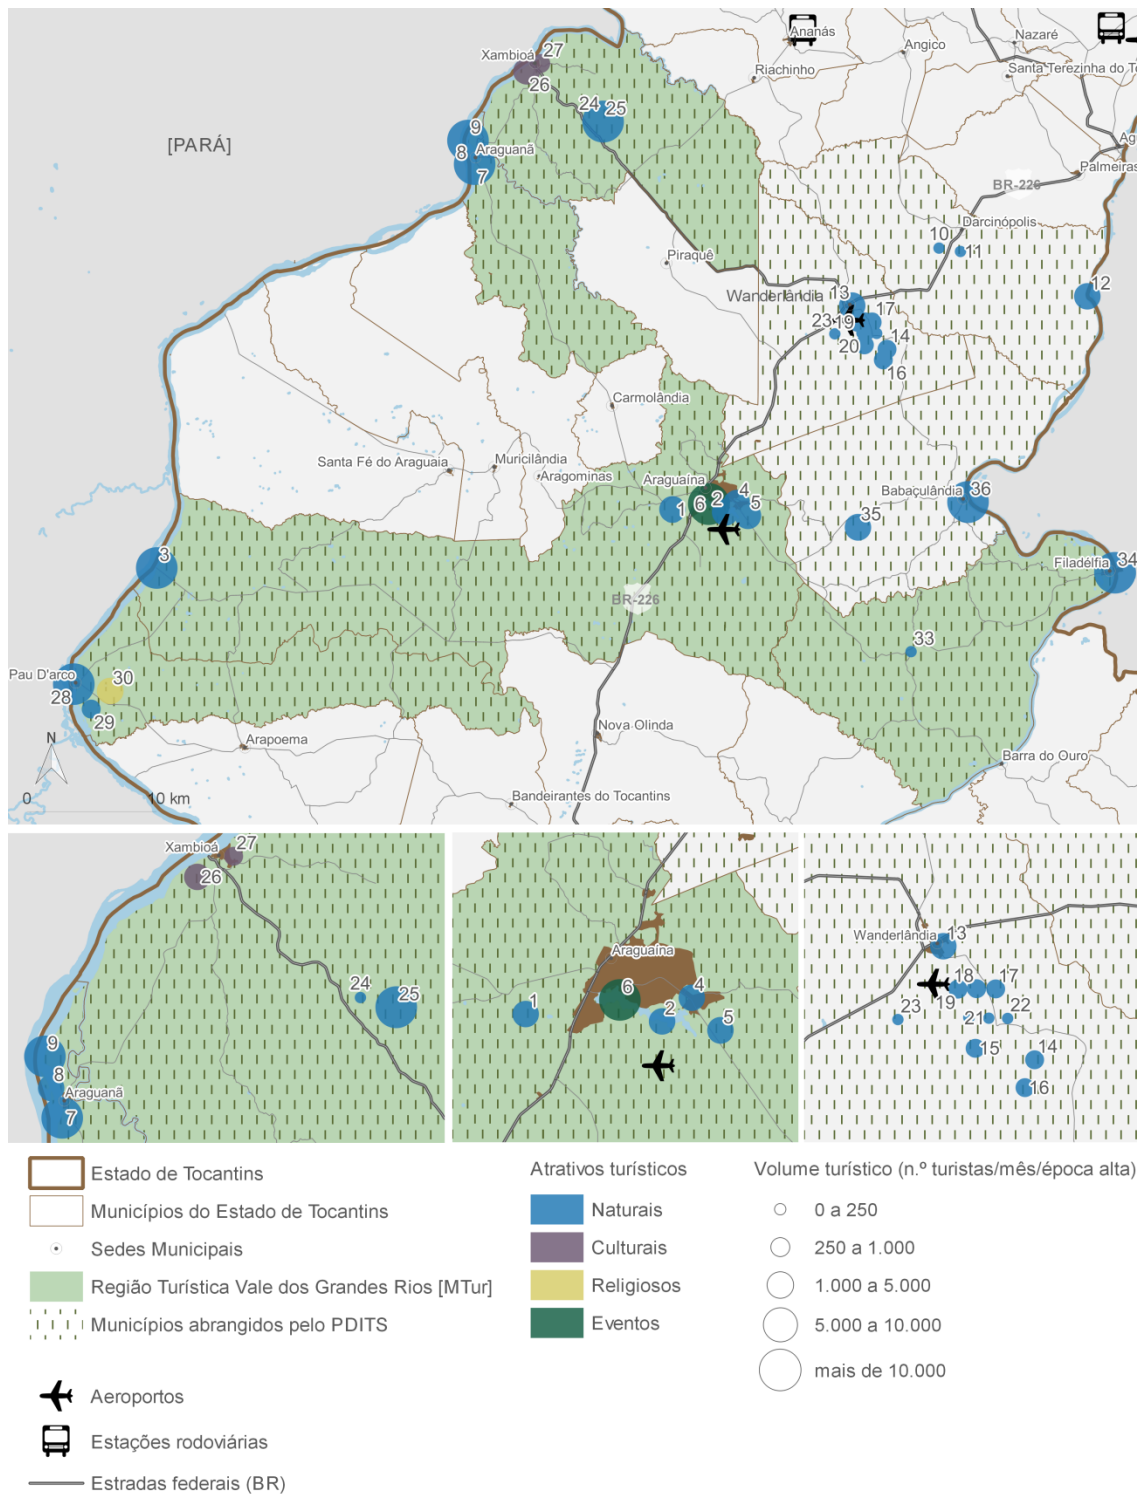 Ananás
Nazaré
Angico
Santa Terezinha do To
Riachinho
Xambioá
27
26
24
25
[PARÁ]
9
8
Araguanã
7
Ag
Palmeiras
BR-226
Darcinópolis
10
11
Piraquê
12
Wanderlândia
13
17
23
19
14
20
16
Carmolândia
Santa Fé do Araguaia
Muricilândia
Aragominas
Araguaína
1
6
2
4
5
Babaçulândia
36
35
3
Filadélfia
34
BR-226
33
Pau D'arco
30
28
29
Arapoema
Nova Olinda
Barra do Ouro
N
0
10 km
Bandeirantes do Tocantins
Xambioá
27
26
24
25
9
8
Araguanã
7
Araguaína
1
6
4
2
5
Wanderlândia
13
18
17
19
23
21
22
15
14
16
Estado de Tocantins
Municípios do Estado de Tocantins
Sedes Municipais
Região Turística Vale dos Grandes Rios [MTur]
Municípios abrangidos pelo PDITS
Aeroportos
Estações rodoviárias
Estradas federais (BR)
Atrativos turísticos
Naturais
Culturais
Religiosos
Eventos
Volume turístico (n.º turistas/mês/época alta)
0 a 250
250 a 1.000
1.000 a 5.000
5.000 a 10.000
mais de 10.000